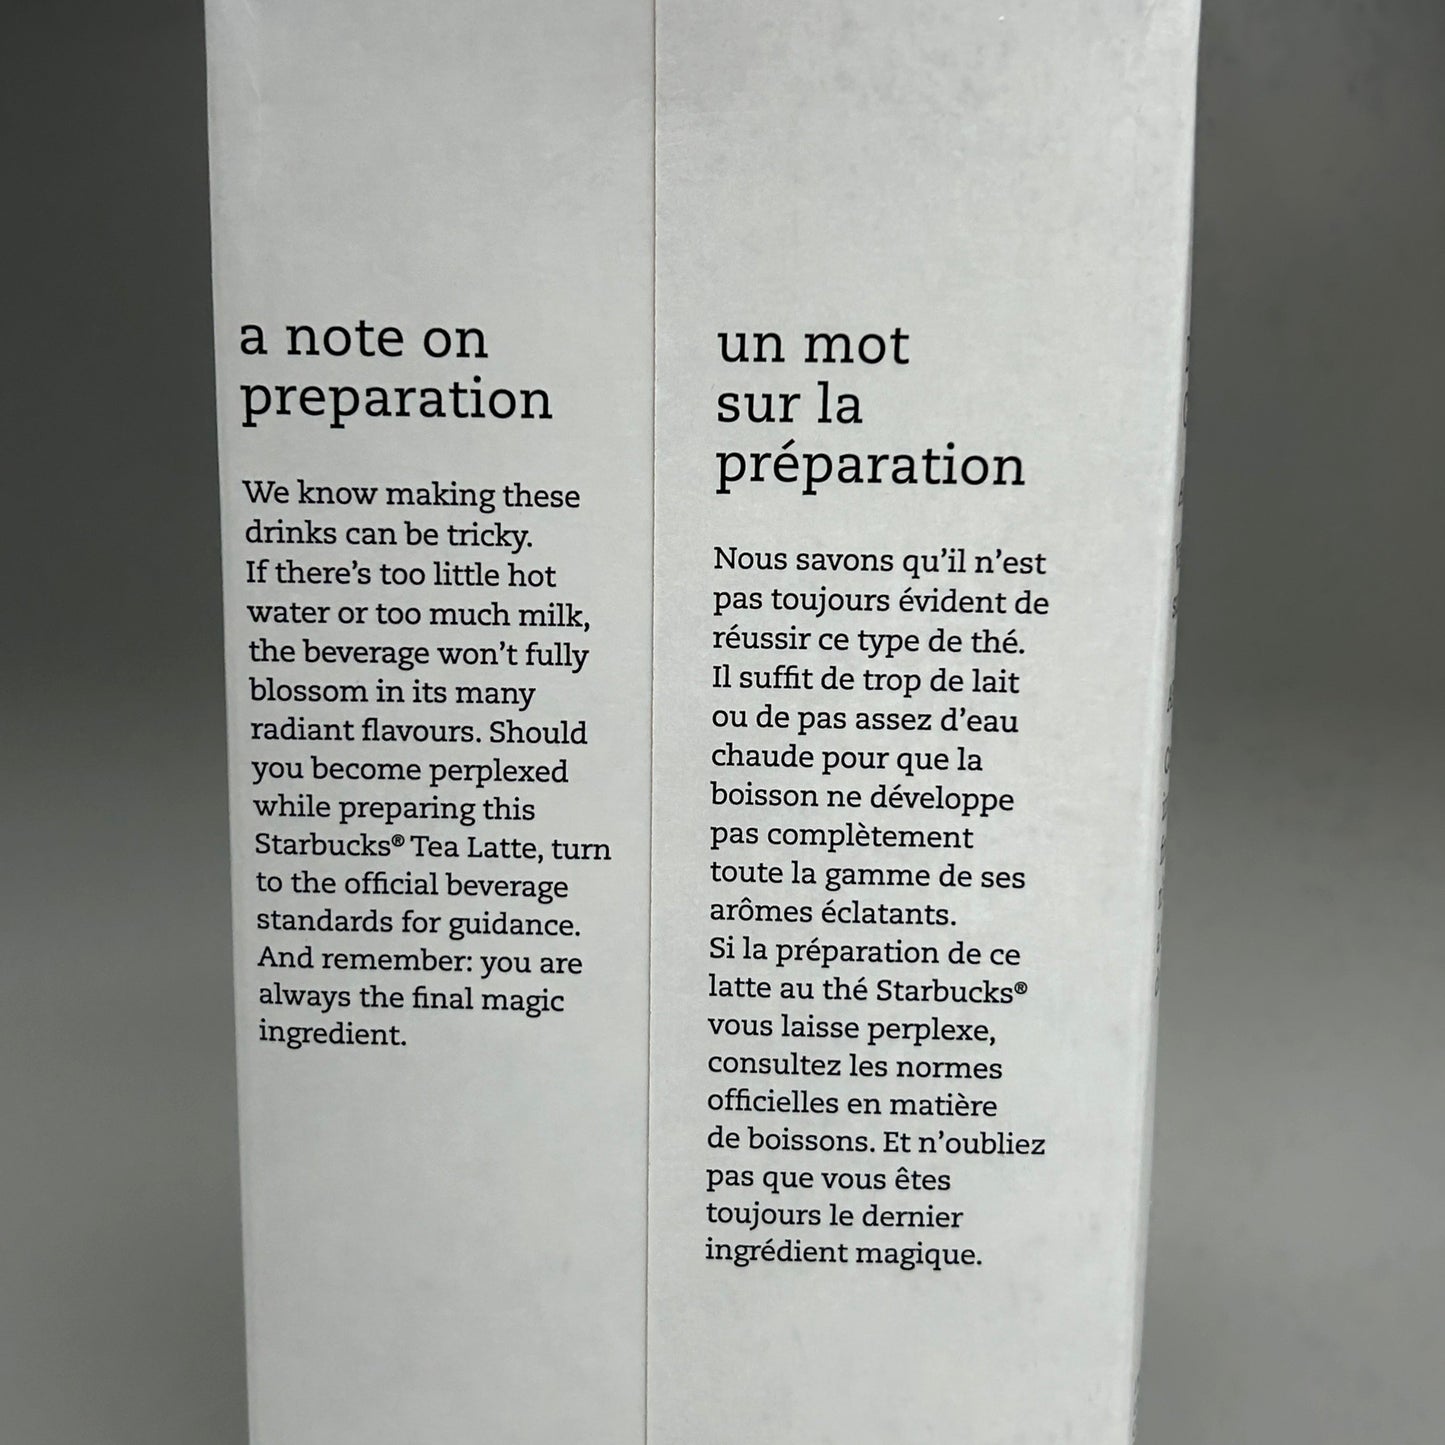 a note on
preparation
We know making these
drinks can be tricky.
If there’s too little hot
water or too much milk,
the beverage won’t fully
blossom in its many
radiant flavours. Should
you become perplexed
while preparing this
Starbucks® Tea Latte, turn
to the official beverage
standards for guidance.
And remember: you are
always the final magic
ingredient.
un mot
sur la
préparation
Nous savons qu’il n’est
pas toujours évident de
réussir ce type de thé.
Il suffit de trop de lait
ou de pas assez d’eau
chaude pour que la
boisson ne développe
pas complètement
toute la gamme de ses
arômes éclatants.
Si la préparation de ce
latte au thé Starbucks®
vous laisse perplexe,
consultez les normes
officielles en matière
de boissons. Et n’oubliez
pas que vous êtes
toujours le dernier
ingrédient magique.